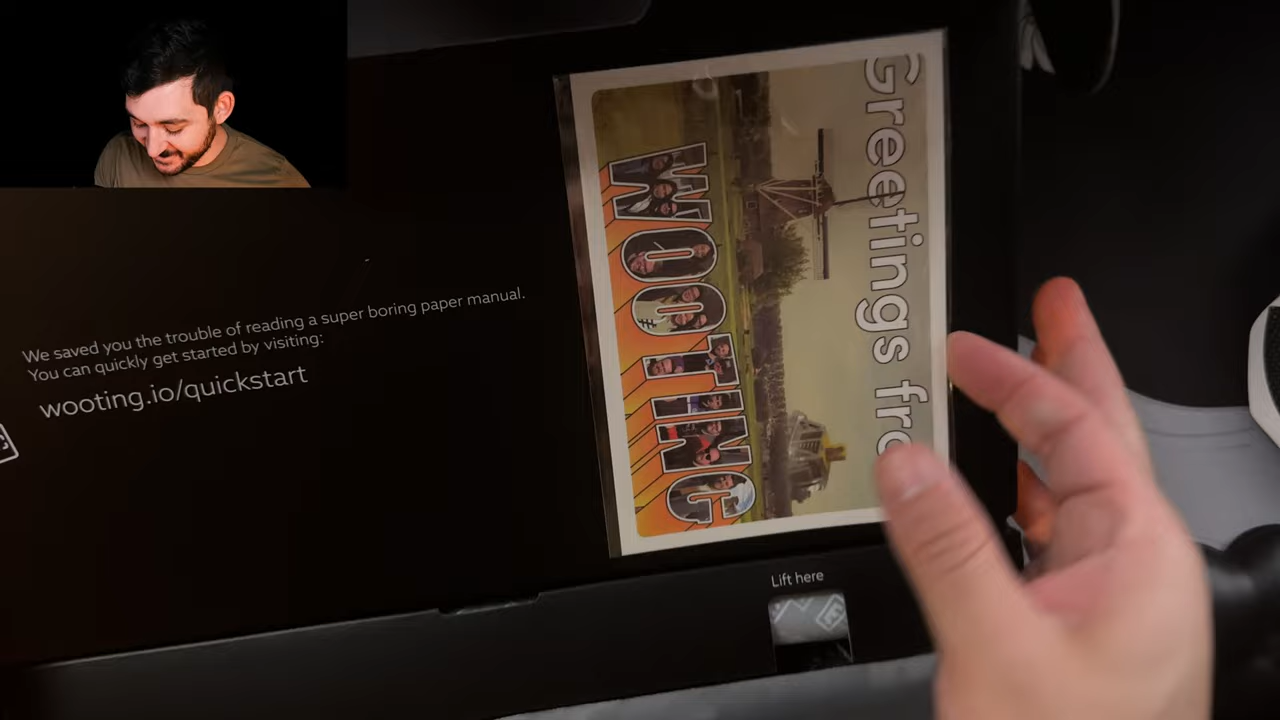 We saved you the trouble of reading a super boring paper manual.
You can quickly get started by visiting:
wooting.io/quickstart
Greetings
WOOTING
Lift here